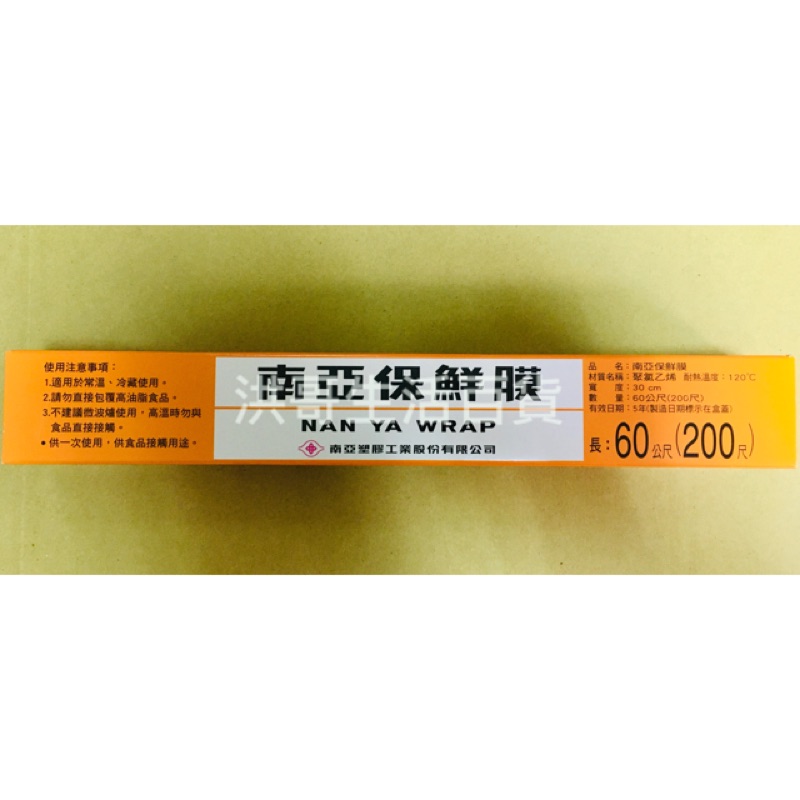 使用注意事項：
1.適用於常溫、冷藏使用。
2.請勿直接包覆高油脂食品。
3.不建議微波爐使用，高溫時勿與
食品直接接觸。
● 供一次使用，供食品接觸用途。
南亞保鮮膜
洪哥生活百貨
NAN YA WRAP
南亞塑膠工業股份有限公司
品　　名：南亞保鮮膜
材質名稱：聚氯乙烯 耐熱溫度：120℃
寬　　度：30 cm
數　　量：60公尺(200尺)
有效日期：5年(製造日期標示在盒蓋)
長：60公尺(200尺)